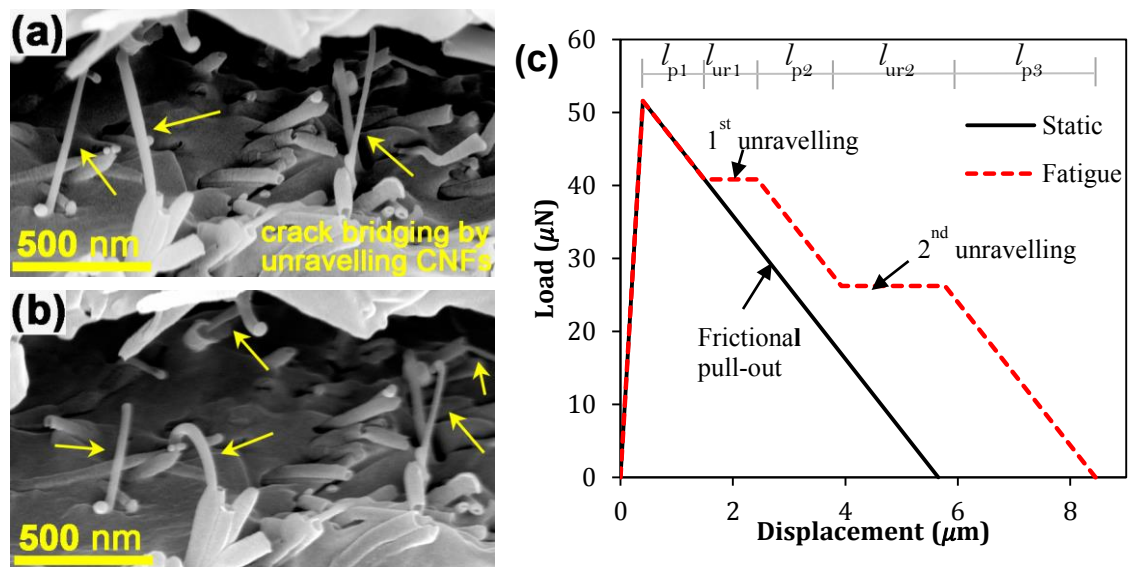 (a)
500 nm
crack bridging by
unravelling CNFs
(b)
500 nm
(c)
Load (μN)
60
50
40
30
20
10
0
l_p1 l_ur1 l_p2 l_ur2 l_p3
1st unravelling
Static
Fatigue
2nd unravelling
Frictional
pull-out
0 2 4 6 8
Displacement (μm)